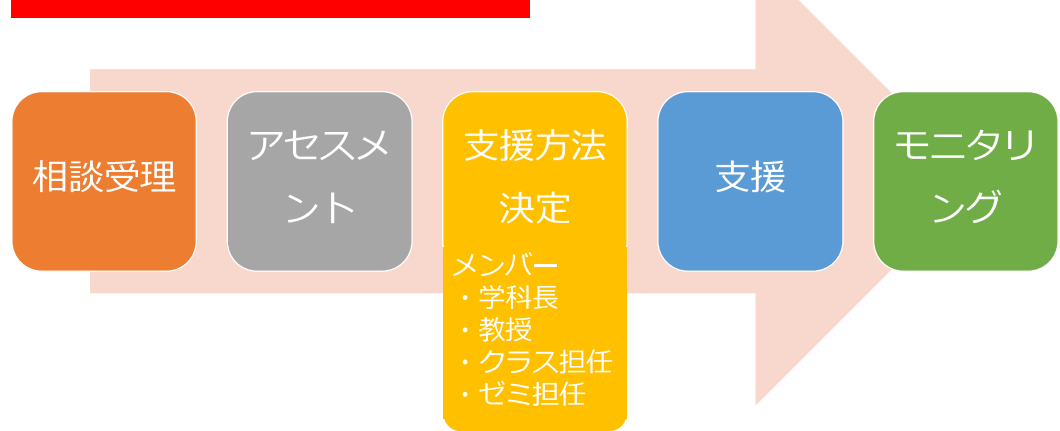 相談受理
アセスメ
ント
支援方法
決定
メンバー
・学科長
・教授
・クラス担任
・ゼミ担任
支援
モニタリ
ング